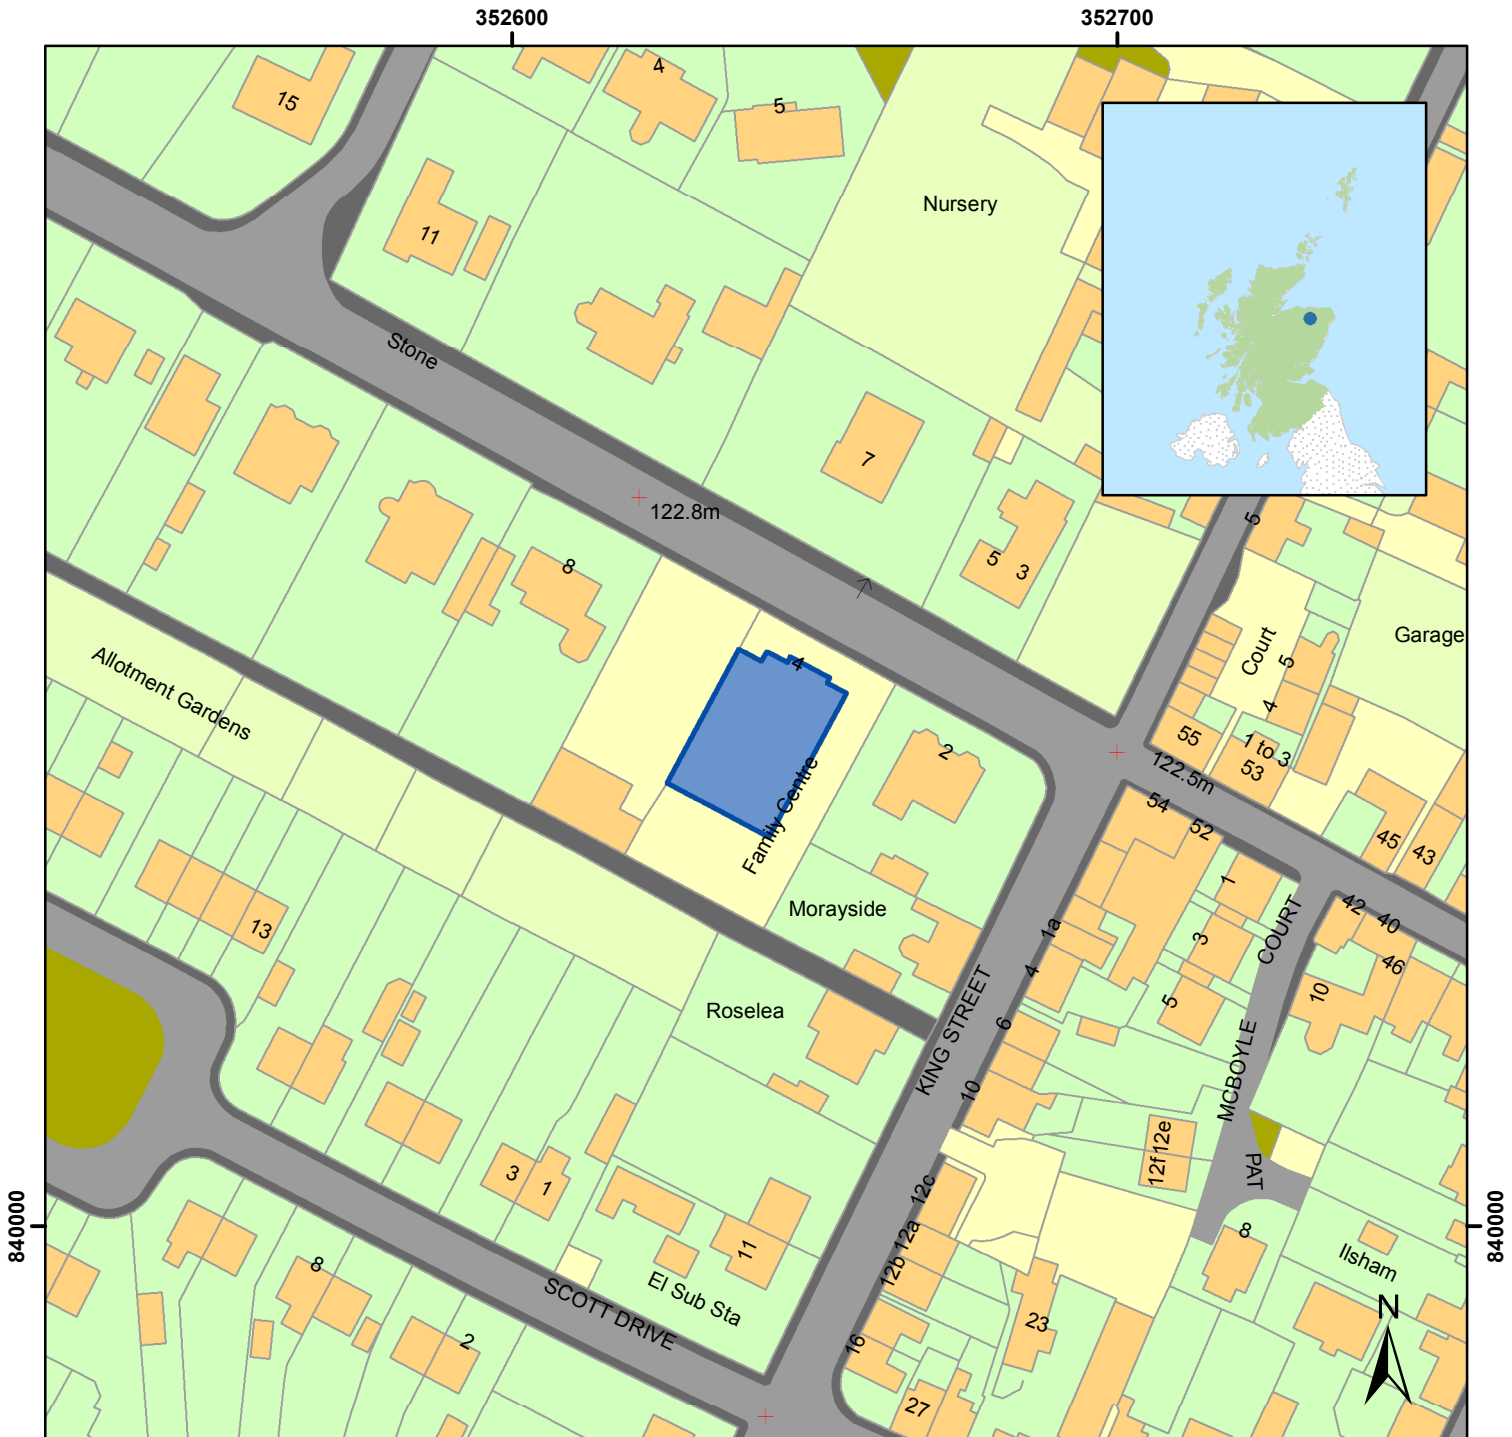 352600
352700
4
15
5
Nursery
11
Stone
7
122.8m
5
5
3
8
Garage
Court
5
4
Allotment Gardens
4
55
1 to 3
53
2
122.5m
54
52
45
43
Family Centre
1
42
40
Morayside
COURT
13
1a
3
46
4
5
10
Roselea
6
KING STREET
MCBOYLE
10
12e
12f
PAT
3
1
12c
840000
840000
12a
11
8
Ilsham
8
12b
El Sub Sta
SCOTT DRIVE
N
23
2
16
27